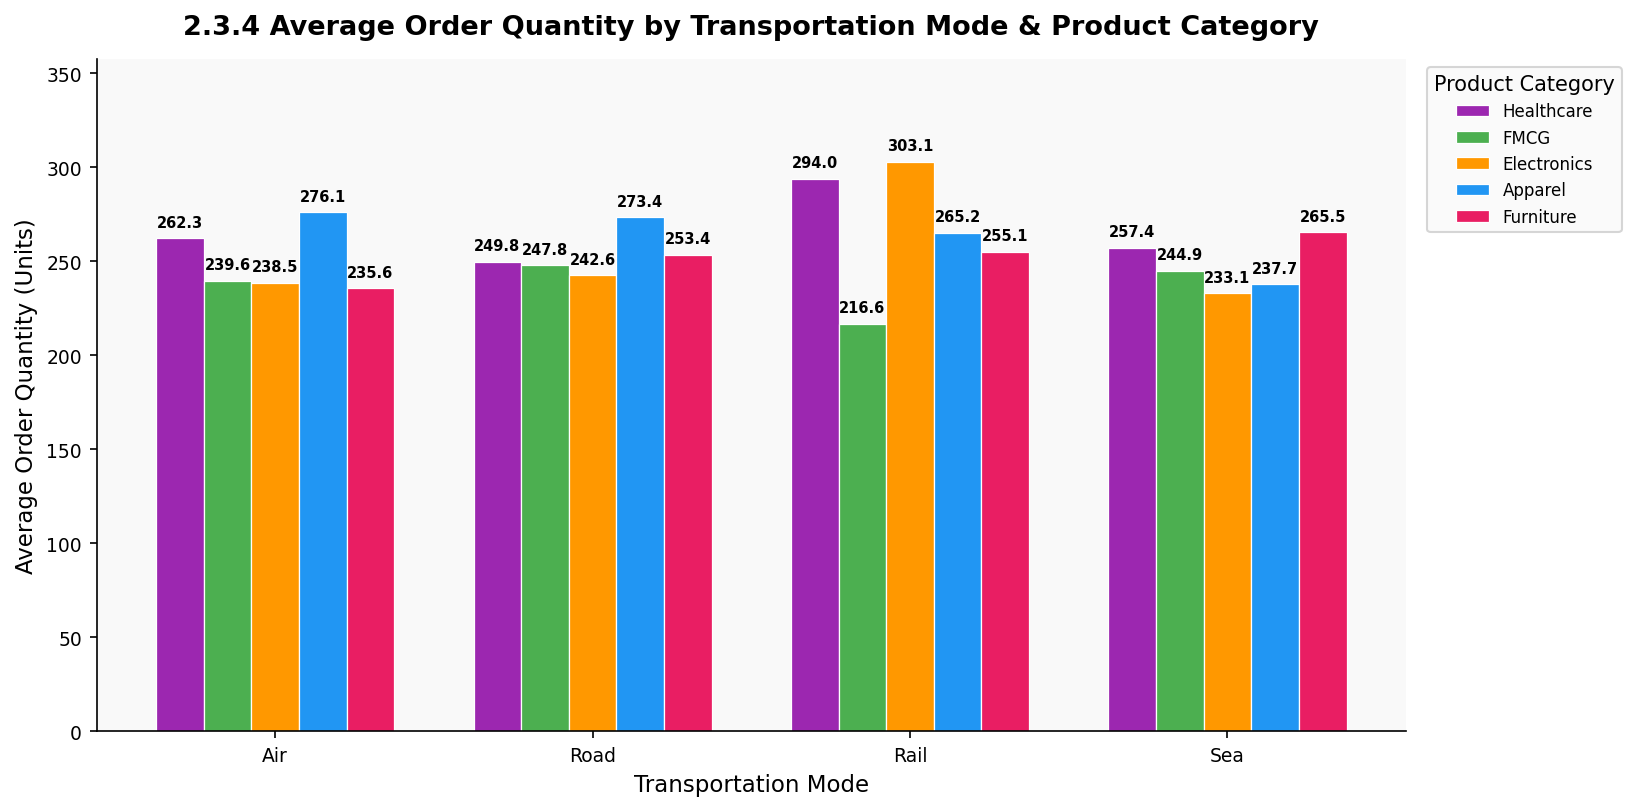 2.3.4 Average Order Quantity by Transportation Mode & Product Category
Average Order Quantity (Units)
350
300
250
200
150
100
50
0
262.3
239.6
238.5
276.1
235.6
249.8
247.8
242.6
273.4
253.4
294.0
216.6
303.1
265.2
255.1
257.4
244.9
233.1
237.7
265.5
Air
Road
Rail
Sea
Transportation Mode
Product Category
Healthcare
FMCG
Electronics
Apparel
Furniture